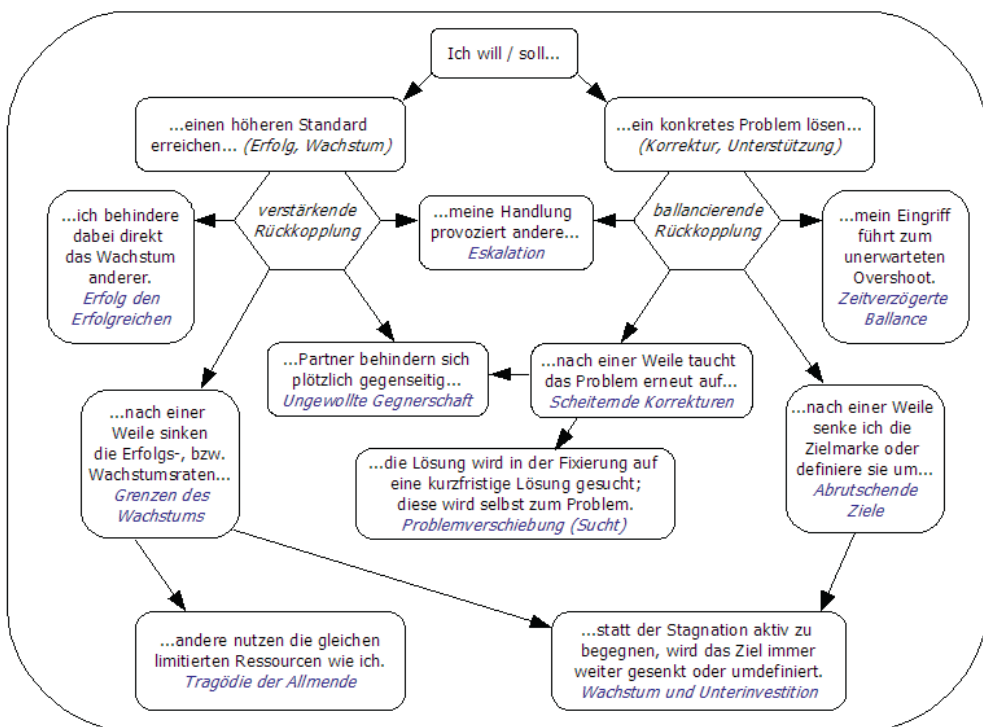 Ich will / soll...
...einen höheren Standard
erreichen... (Erfolg, Wachstum)
...ein konkretes Problem lösen...
(Korrektur, Unterstützung)
...ich behindere
dabei direkt
das Wachstum
anderer.
Erfolg den
Erfolgreichen
verstärkende
Rückkopplung
...meine Handlung
provoziert andere...
Eskalation
ballancierende
Rückkopplung
...mein Eingriff
führt zum
unerwarteten
Overshoot.
Zeitverzögerte
Ballance
...Partner behindern sich
plötzlich gegenseitig...
Ungewollte Gegnerschaft
...nach einer Weile taucht
das Problem erneut auf...
Scheiternde Korrekturen
...nach einer
Weile sinken
die Erfolgs-, bzw.
Wachstumsraten...
Grenzen des
Wachstums
...die Lösung wird in der Fixierung auf
eine kurzfristige Lösung gesucht;
diese wird selbst zum Problem.
Problemverschiebung (Sucht)
...nach einer Weile
senke ich die
Zielmarke oder
definiere sie um...
Abrutschende
Ziele
...andere nutzen die gleichen
limitierten Ressourcen wie ich.
Tragödie der Allmende
...statt der Stagnation aktiv zu
begegnen, wird das Ziel immer
weiter gesenkt oder umdefiniert.
Wachstum und Unterinvestition